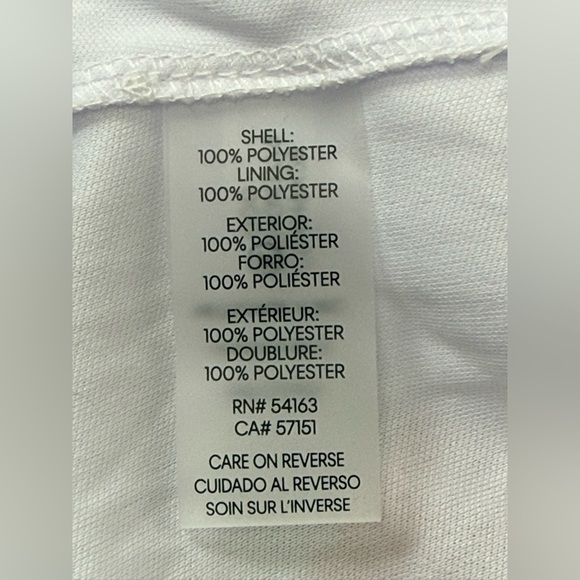 SHELL:
100% POLYESTER
LINING:
100% POLYESTER
EXTERIOR:
100% POLIÉSTER
FORRO:
100% POLIÉSTER
EXTÉRIEUR:
100% POLYESTER
DOUBLURE:
100% POLYESTER
RN# 54163
CA# 57151
CARE ON REVERSE
CUIDADO AL REVERSO
SOIN SUR L'INVERSE